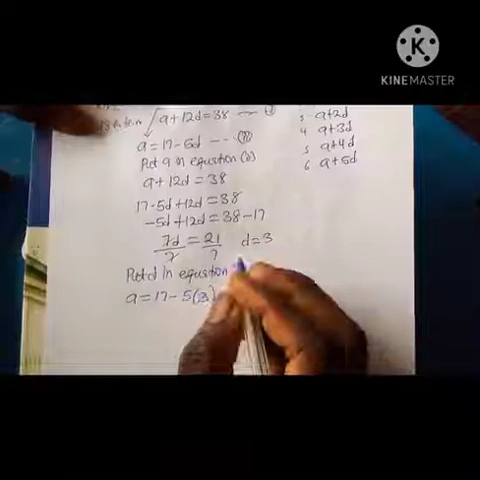 K
KINEMASTER
a+12d=38
a=17-5d
Put a in equation
a+12d=38
17-5d+12d=38
-5d+12d=38-17
7d/7=21/7 d=3
Put d in equation
a=17-5(3)
3 a+2d
4 a+3d
5 a+4d
6 a+5d